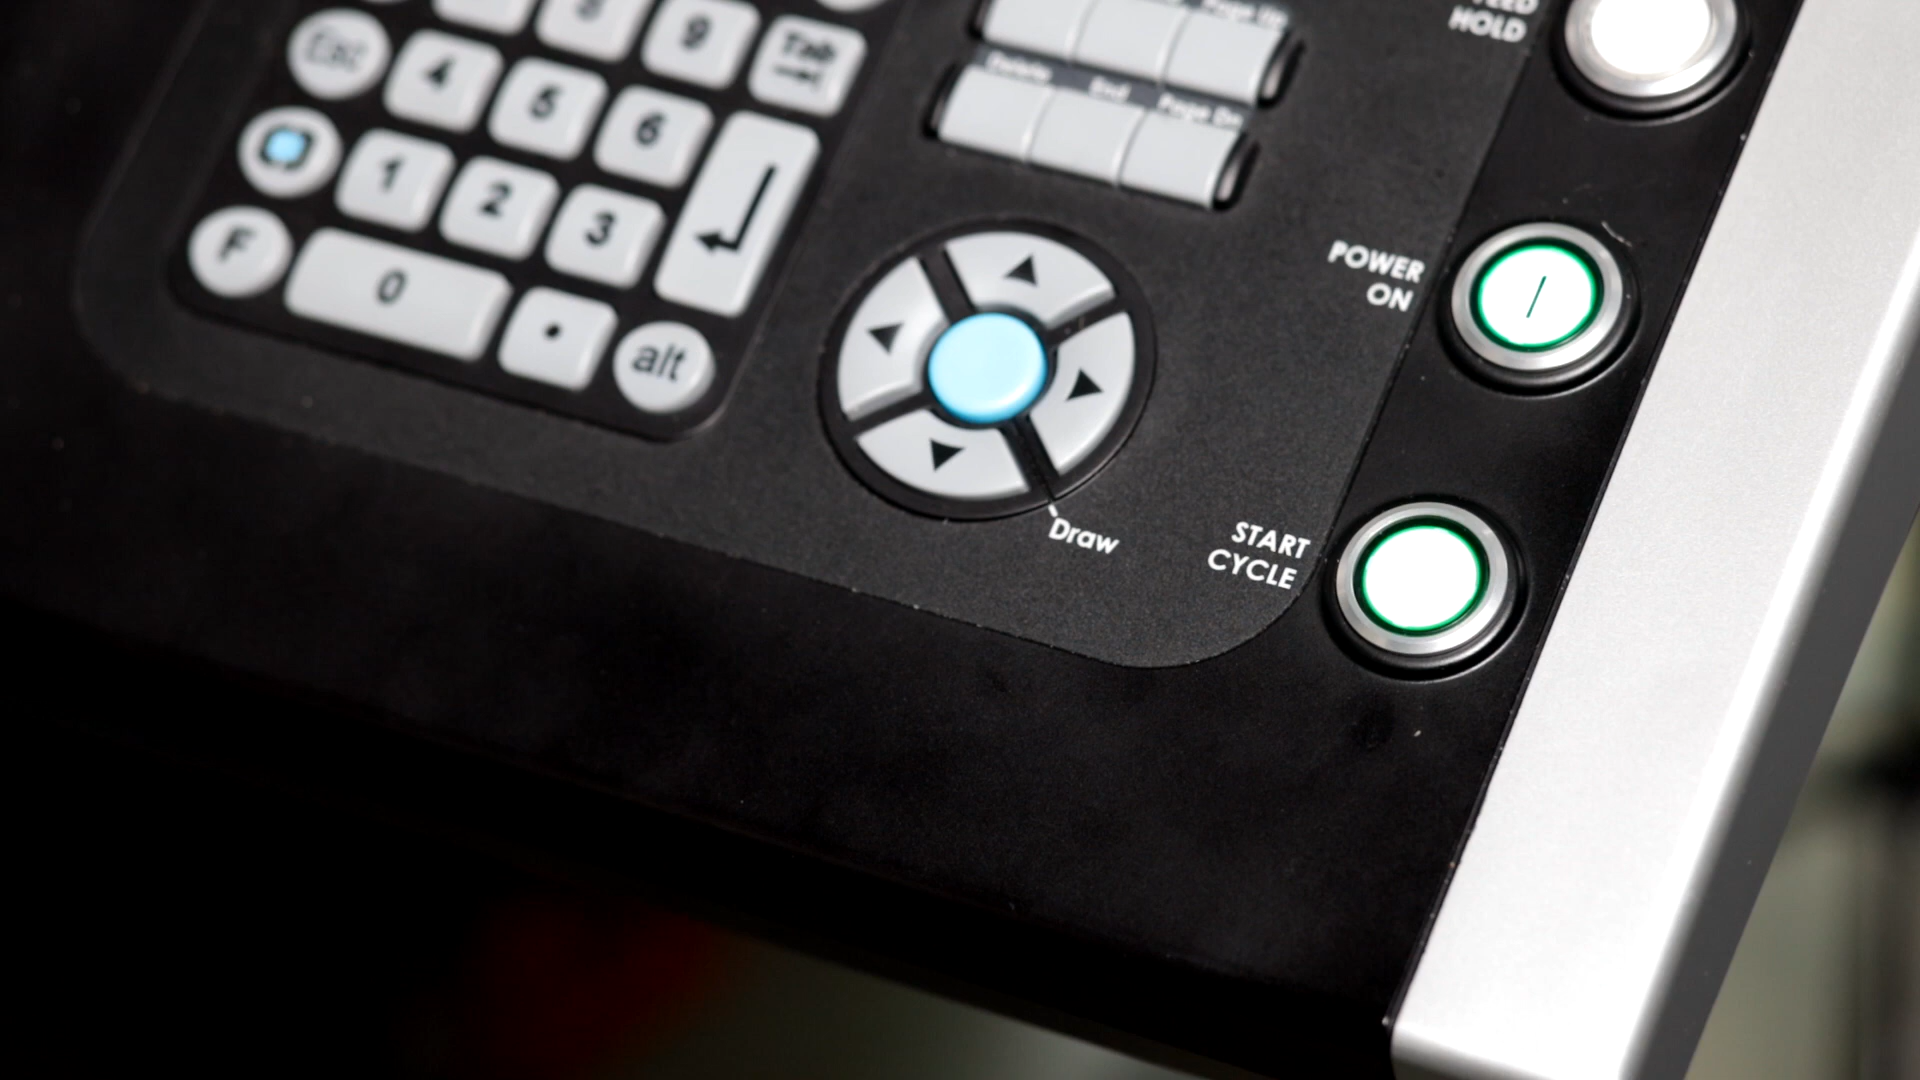 HOLD
8
9
Tab
Esc
4
5
6
Delete
End
Page Dn
1
2
3
F
0
.
alt
POWER
ON
Draw
START
CYCLE
Page Up